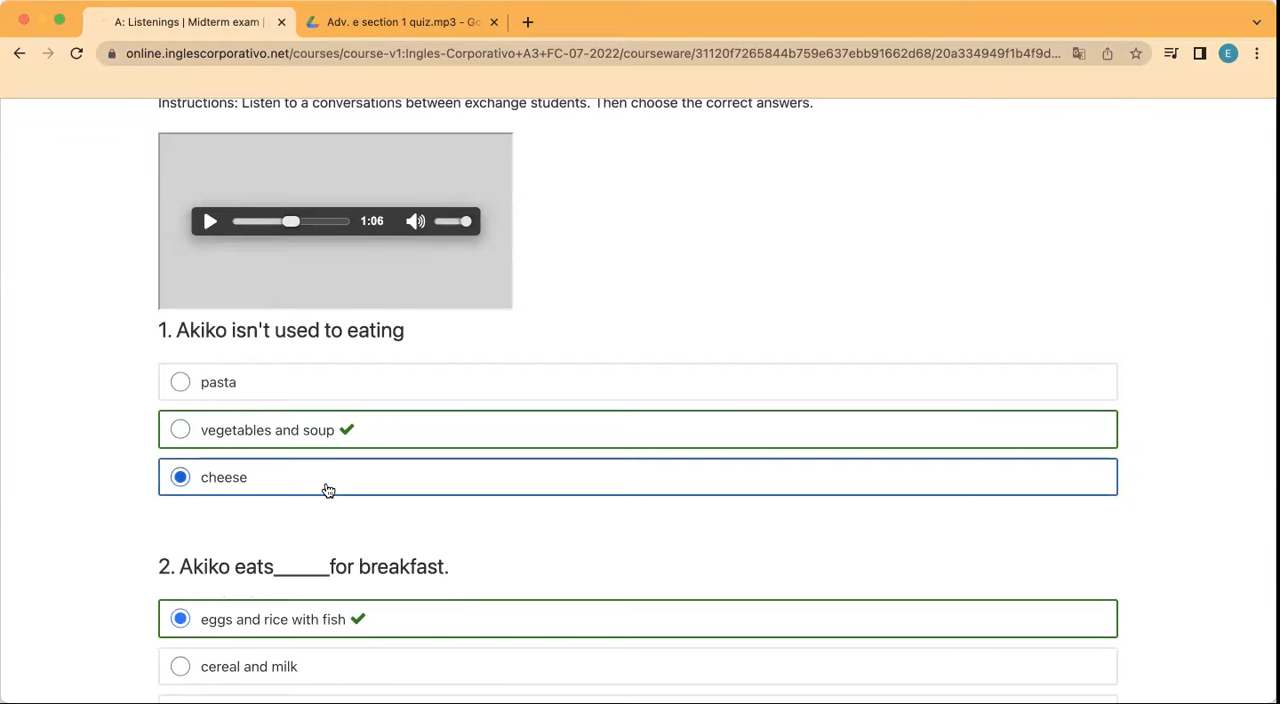 A: Listenings | Midterm exam |
Adv. e section 1 quiz.mp3 - Go
online.inglescorporativo.net/courses/course-v1:Ingles-Corporativo+A3+FC-07-2022/courseware/31120f7265844b759e637ebb91662d68/20a334949f1b4f9d...
E
Instructions: Listen to a conversations between exchange students. Then choose the correct answers.
1:06
1. Akiko isn't used to eating
pasta
vegetables and soup
cheese
2. Akiko eats______for breakfast.
eggs and rice with fish
cereal and milk